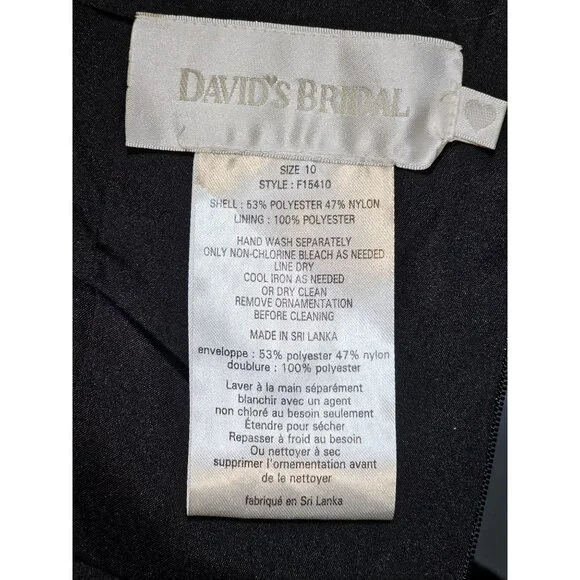 DAVID'S BRIDAL
SIZE 10
STYLE : F15410
SHELL : 53% POLYESTER 47% NYLON
LINING : 100% POLYESTER
HAND WASH SEPARATELY
ONLY NON-CHLORINE BLEACH AS NEEDED
LINE DRY
COOL IRON AS NEEDED
OR DRY CLEAN
REMOVE ORNAMENTATION
BEFORE CLEANING
MADE IN SRI LANKA
enveloppe : 53% polyester 47% nylon
doublure : 100% polyester
Laver à la main séparément
blanchir avec un agent
non chloré au besoin seulement
Étendre pour sécher
Repasser à froid au besoin
Ou nettoyer à sec
supprimer l'ornementation avant
de le nettoyer
fabriqué en Sri Lanka